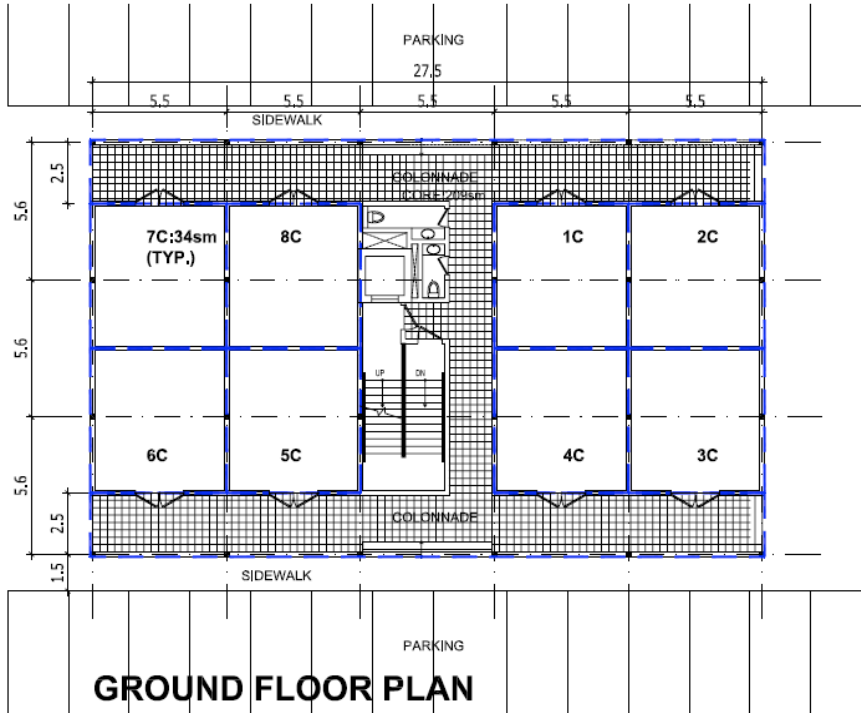 PARKING
27.5
5.5 5.5 5.5 5.5 5.5
SIDEWALK
2.5
COLONNADE
CORE:209sm
5.6
7C:34sm
(TYP.)
8C
1C
2C
5.6
UP
DN
6C
5C
4C
3C
5.6
2.5
COLONNADE
1.5
SIDEWALK
PARKING
GROUND FLOOR PLAN